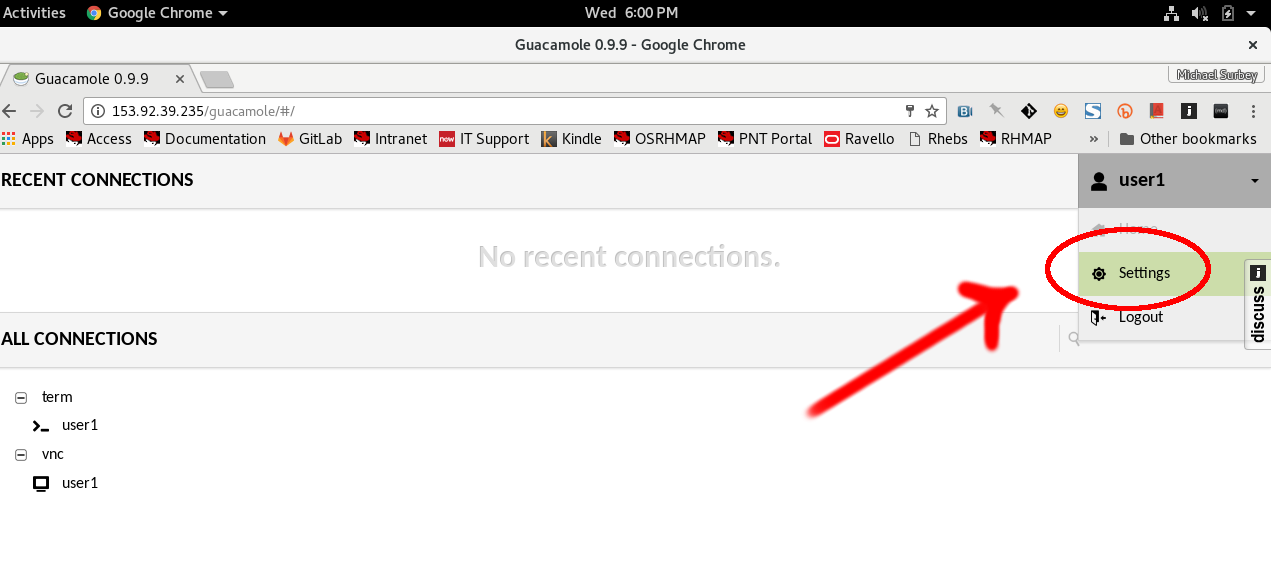 Activities Google Chrome Wed 6:00 PM
Guacamole 0.9.9 - Google Chrome
Guacamole 0.9.9
Michael Surbey
153.92.39.235/guacamole/#/
Apps Access Documentation GitLab Intranet IT Support Kindle OSRHMAP PNT Portal Ravello Rhebs RHMAP » Other bookmarks
RECENT CONNECTIONS
user1
Home
No recent connections.
Settings
discuss
Logout
ALL CONNECTIONS
term
user1
vnc
user1